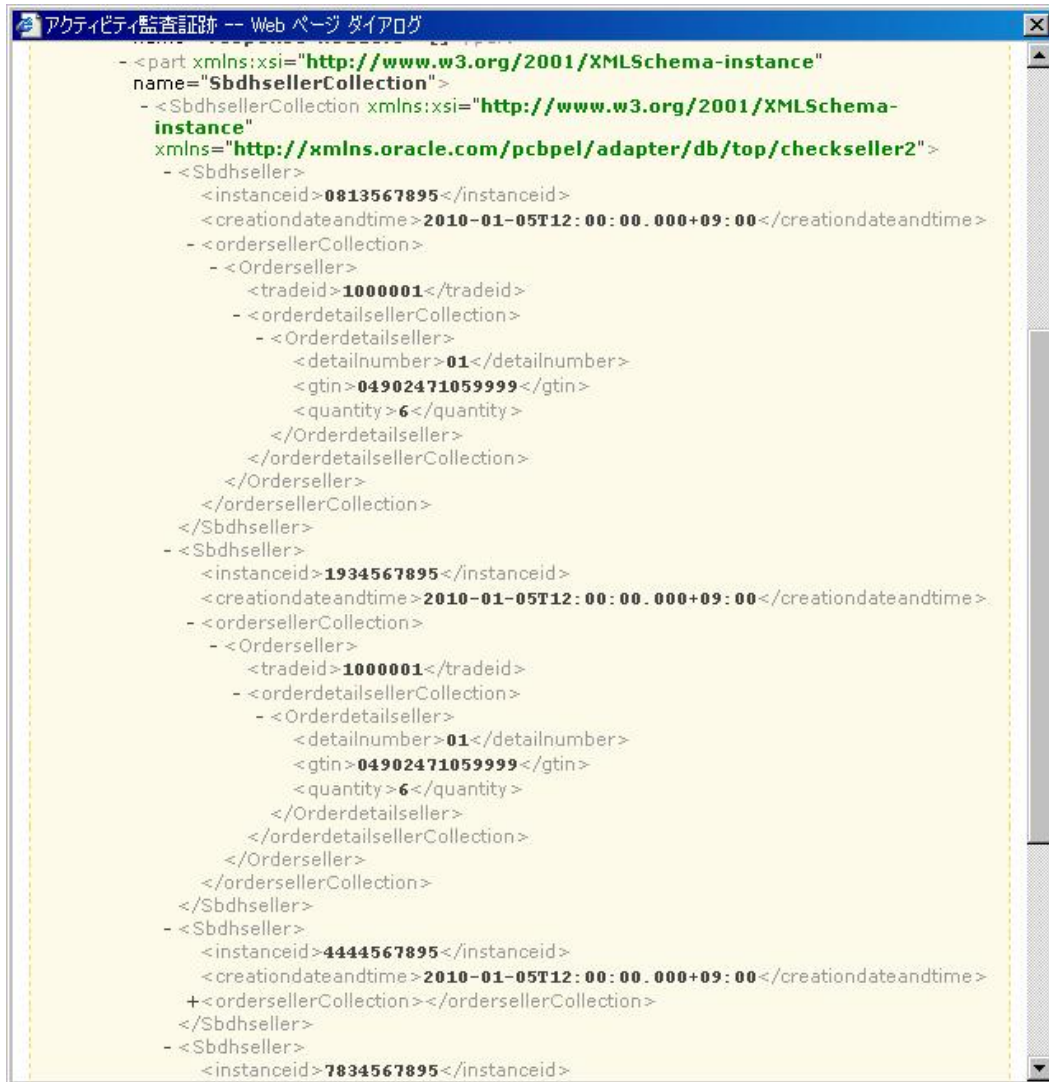 アクティビティ監査証跡 -- Web ページ ダイアログ
- <part xmlns:xsi="http://www.w3.org/2001/XMLSchema-instance"
name="SbdhsellerCollection">
- <SbdhsellerCollection xmlns:xsi="http://www.w3.org/2001/XMLSchema-
instance"
xmlns="http://xmlns.oracle.com/pcbpel/adapter/db/top/checkseller2">
- <Sbdhseller>
<instanceid>0813567895</instanceid>
<creationdateandtime>2010-01-05T12:00:00.000+09:00</creationdateandtime>
- <ordersellerCollection>
- <Orderseller>
<tradeid>1000001</tradeid>
- <orderdetailsellerCollection>
- <Orderdetailseller>
<detailnumber>01</detailnumber>
<gtin>04902471059999</gtin>
<quantity>6</quantity>
</Orderdetailseller>
</orderdetailsellerCollection>
</Orderseller>
</ordersellerCollection>
</Sbdhseller>
- <Sbdhseller>
<instanceid>1934567895</instanceid>
<creationdateandtime>2010-01-05T12:00:00.000+09:00</creationdateandtime>
- <ordersellerCollection>
- <Orderseller>
<tradeid>1000001</tradeid>
- <orderdetailsellerCollection>
- <Orderdetailseller>
<detailnumber>01</detailnumber>
<gtin>04902471059999</gtin>
<quantity>6</quantity>
</Orderdetailseller>
</orderdetailsellerCollection>
</Orderseller>
</ordersellerCollection>
</Sbdhseller>
- <Sbdhseller>
<instanceid>4444567895</instanceid>
<creationdateandtime>2010-01-05T12:00:00.000+09:00</creationdateandtime>
+<ordersellerCollection></ordersellerCollection>
</Sbdhseller>
- <Sbdhseller>
<instanceid>7834567895</instanceid>